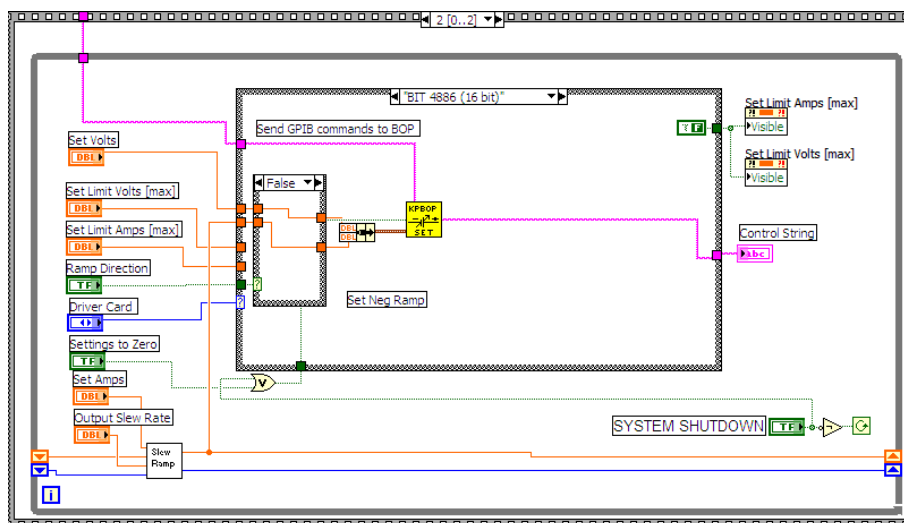 2 [0..2]
"BIT 4886 (16 bit)"
Set Limit Amps [max]
Visible
Send GPIB commands to BOP
F
Set Volts
DBL
Set Limit Volts [max]
Visible
False
Set Limit Volts [max]
DBL
KPBOP
SET
DBL
DBL
Set Limit Amps [max]
DBL
Control String
abc
Ramp Direction
TF
?
Set Neg Ramp
Driver Card
?
Settings to Zero
TF
Set Amps
DBL
V
Output Slew Rate
DBL
SYSTEM SHUTDOWN
TF
Slew
Ramp
i